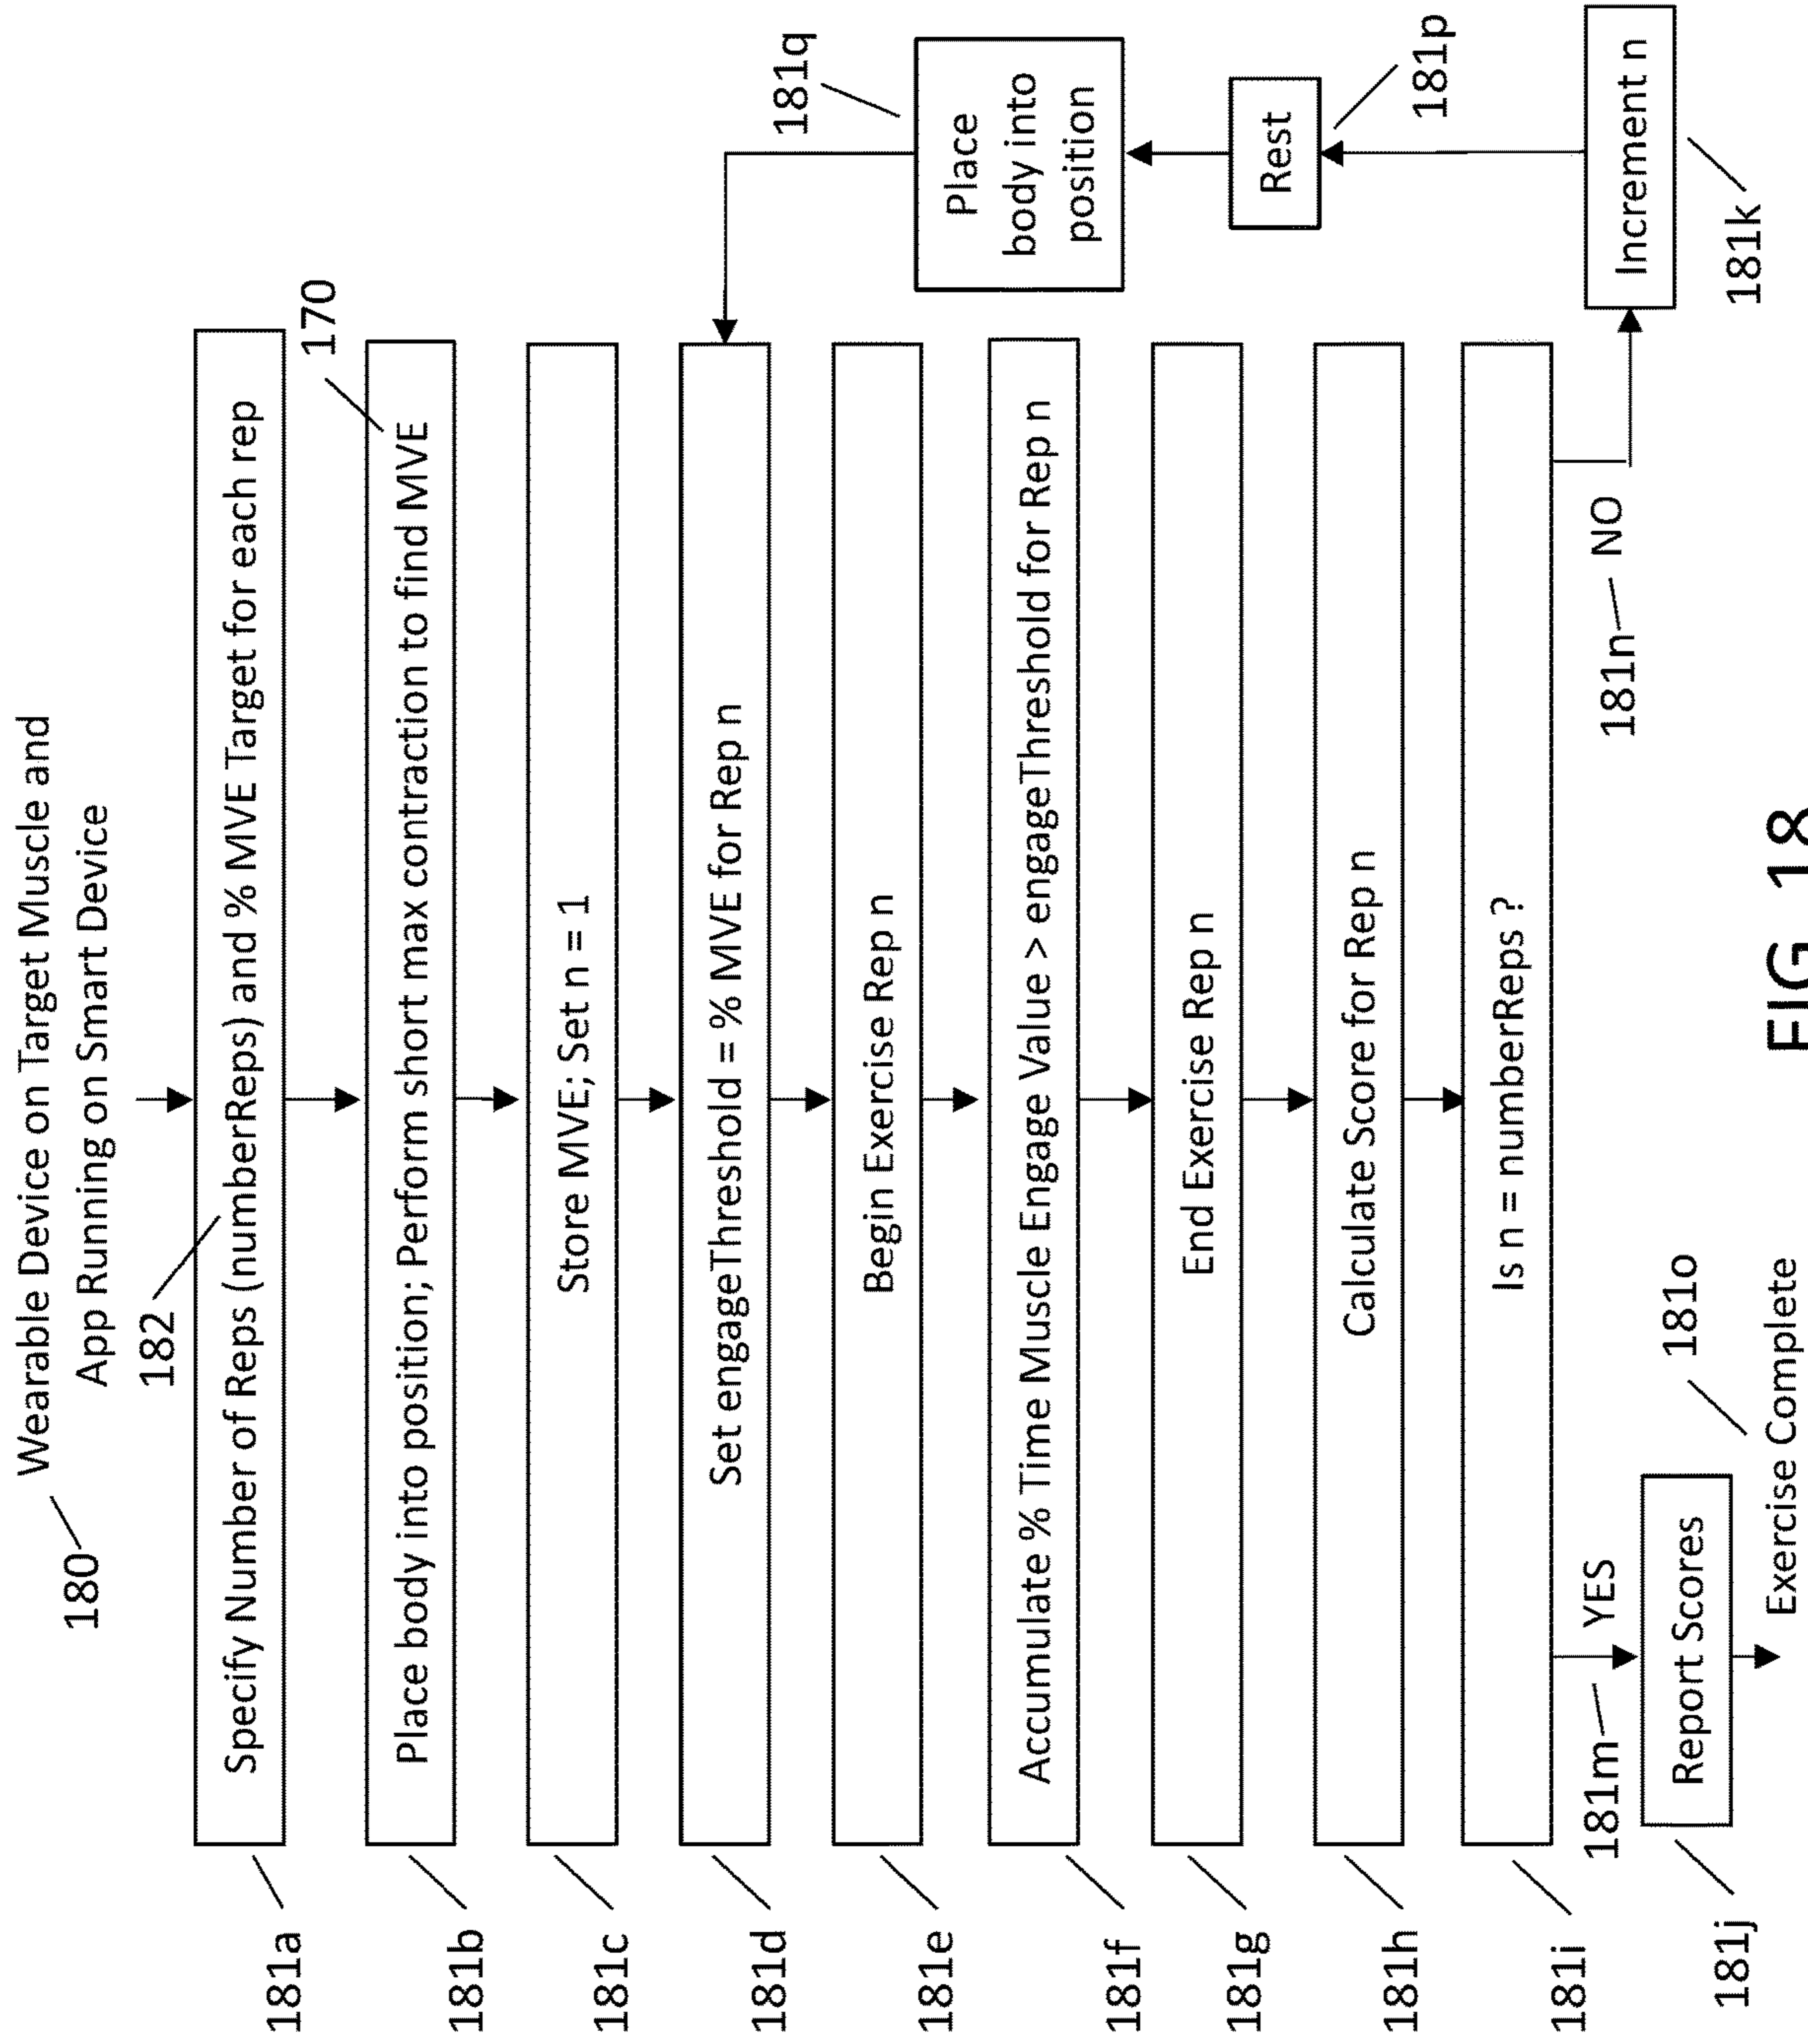 Wearable Device on Target Muscle and
App Running on Smart Device
180
182
181a
Specify Number of Reps (numberReps) and % MVE Target for each rep
170
181b
Place body into position; Perform short max contraction to find MVE
181c
Store MVE; Set n = 1
181d
Set engageThreshold = % MVE for Rep n
181q
181e
Begin Exercise Rep n
Place
body into
position
181f
Accumulate % Time Muscle Engage Value > engageThreshold for Rep n
181g
End Exercise Rep n
Rest
181p
181h
Calculate Score for Rep n
181i
Is n = numberReps ?
181m
YES
181n
NO
Increment n
181k
181j
Report Scores
181o
Exercise Complete
FIG. 18